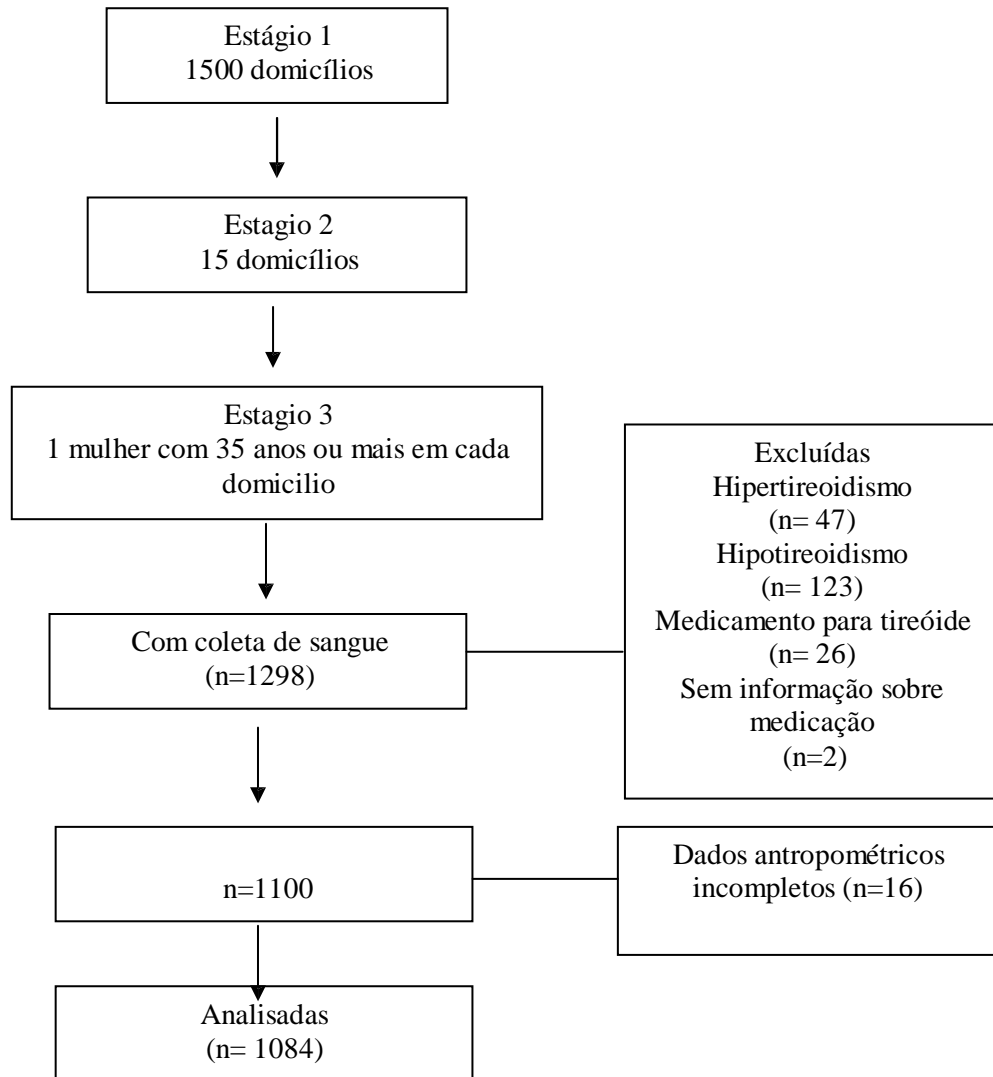 Estágio 1
1500 domicílios
Estagio 2
15 domicílios
Estagio 3
1 mulher com 35 anos ou mais em cada
domicilio
Excluídas
Hipertireoidismo
(n= 47)
Hipotireoidismo
(n= 123)
Medicamento para tireóide
(n= 26)
Sem informação sobre
medicação
(n=2)
Com coleta de sangue
(n=1298)
n=1100
Dados antropométricos
incompletos (n=16)
Analisadas
(n= 1084)